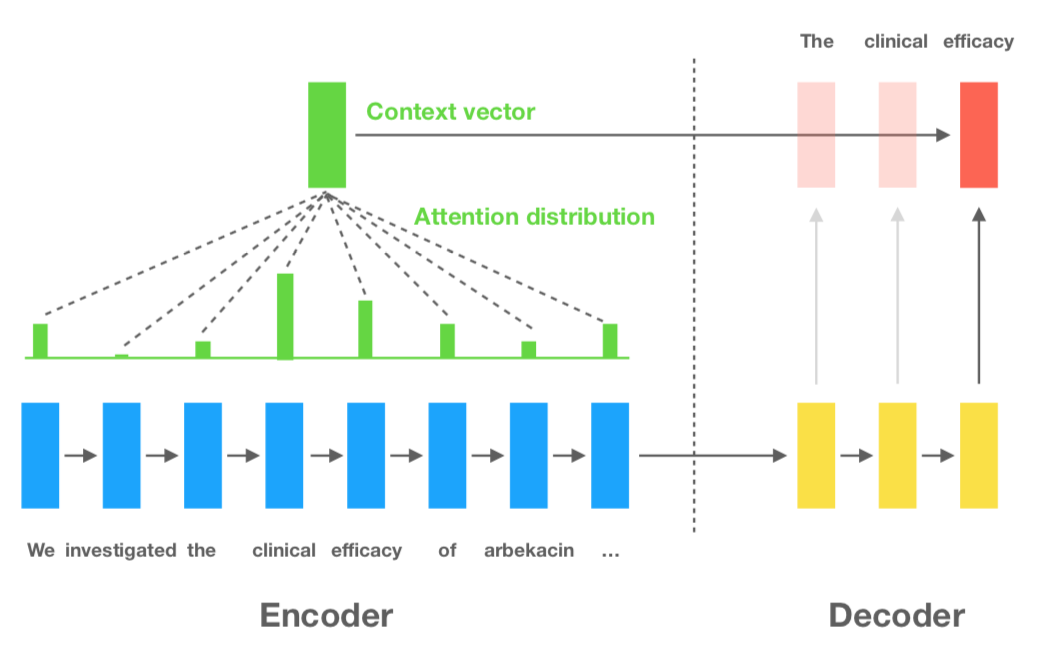 The clinical efficacy
Context vector
Attention distribution
We investigated the clinical efficacy of arbekacin ...
Encoder
Decoder